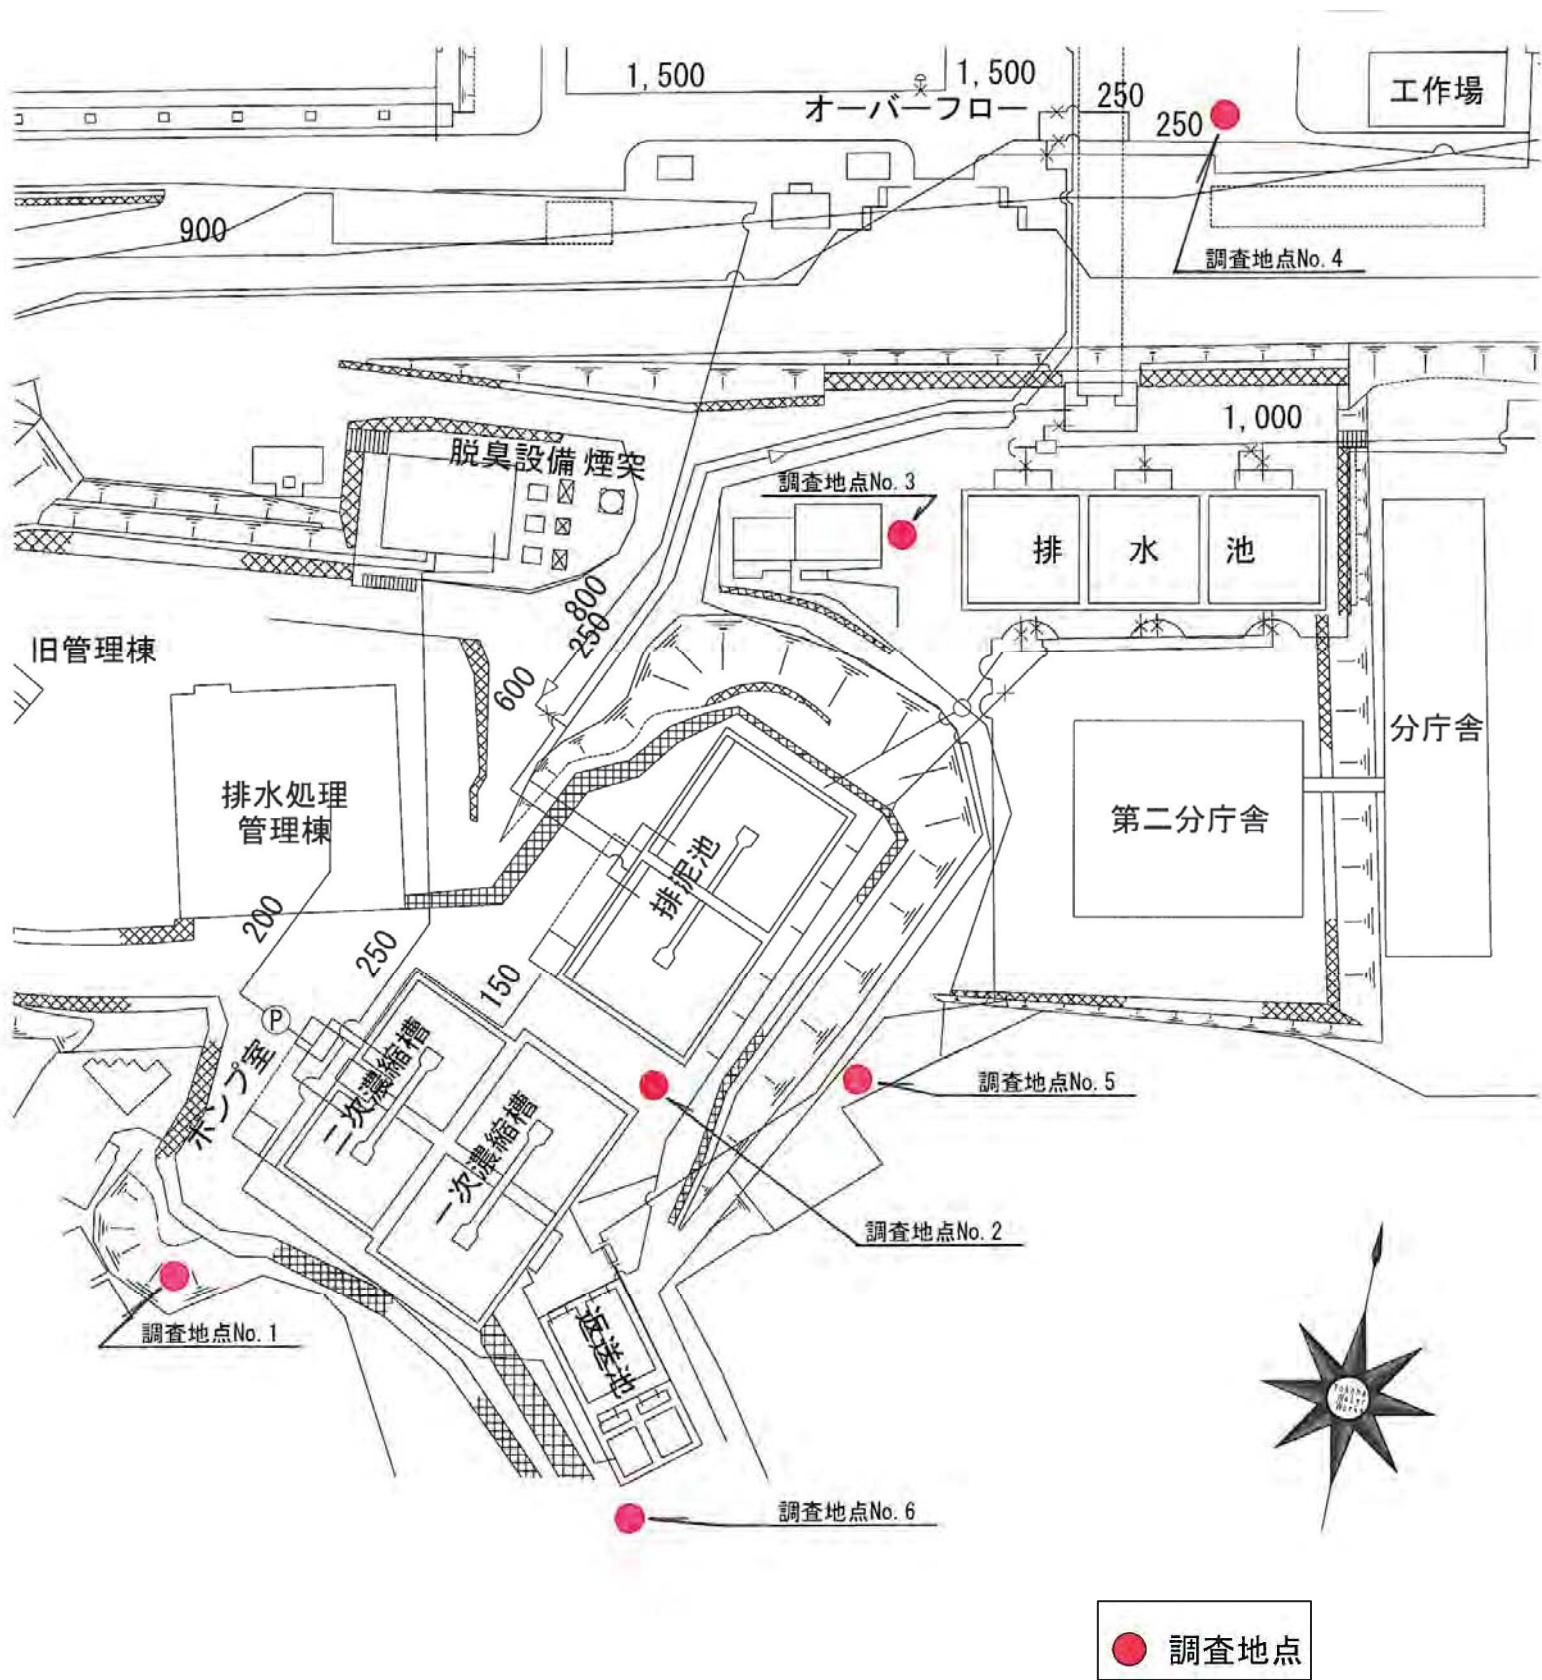 1,500
1,500
オーバーフロー
250
250
工作場
900
調査地点No. 4
1,000
脱臭設備
煙突
調査地点No. 3
排 水 池
800
250
600
旧管理棟
分庁舎
排水処理
管理棟
第二分庁舎
排泥池
200
250
150
P
ポンプ室
二次濃縮槽
一次濃縮槽
調査地点No. 5
調査地点No. 2
調査地点No. 1
返送池
調査地点No. 6
調査地点